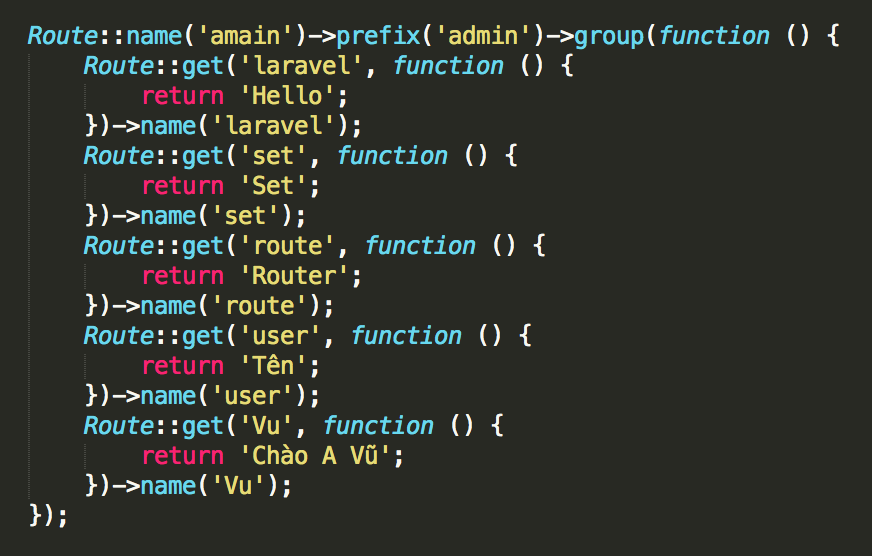 Route::name('amain')->prefix('admin')->group(function () {
    Route::get('laravel', function () {
        return 'Hello';
    })->name('laravel');
    Route::get('set', function () {
        return 'Set';
    })->name('set');
    Route::get('route', function () {
        return 'Router';
    })->name('route');
    Route::get('user', function () {
        return 'Tên';
    })->name('user');
    Route::get('Vu', function () {
        return 'Chào A Vũ';
    })->name('Vu');
});